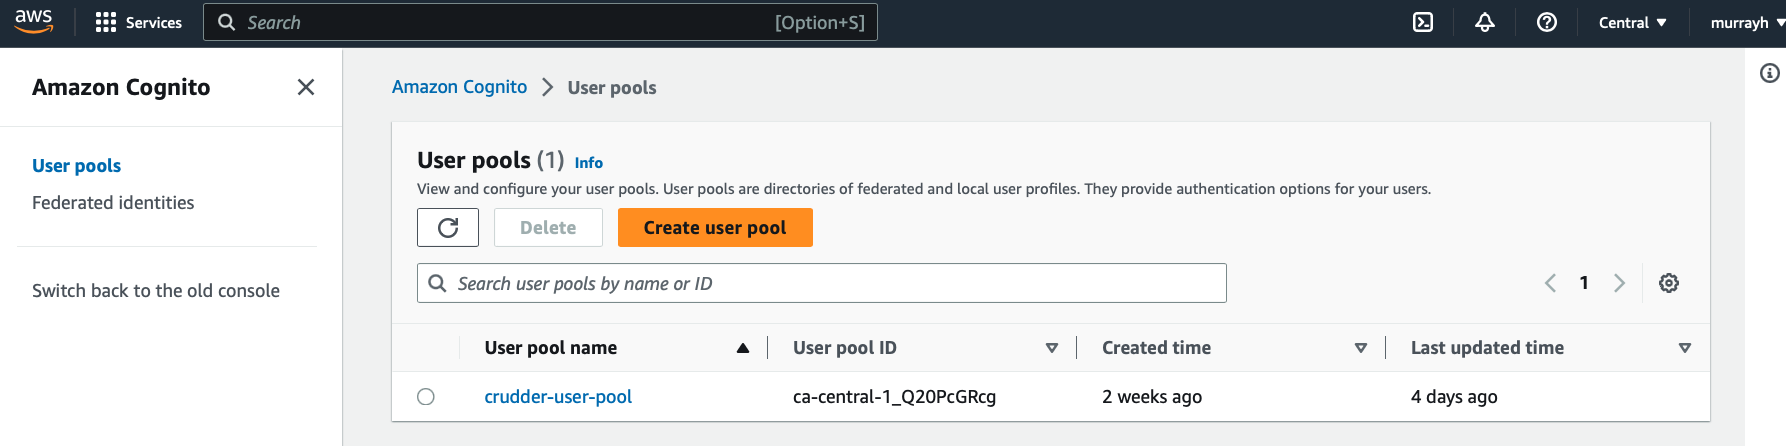 aws
Services
Search
[Option+S]
Central
murrayh
Amazon Cognito
User pools
Federated identities
Switch back to the old console
Amazon Cognito
User pools
User pools (1) Info
View and configure your user pools. User pools are directories of federated and local user profiles. They provide authentication options for your users.
Delete
Create user pool
Search user pools by name or ID
1
User pool name
User pool ID
Created time
Last updated time
crudder-user-pool
ca-central-1_Q20PcGRcg
2 weeks ago
4 days ago